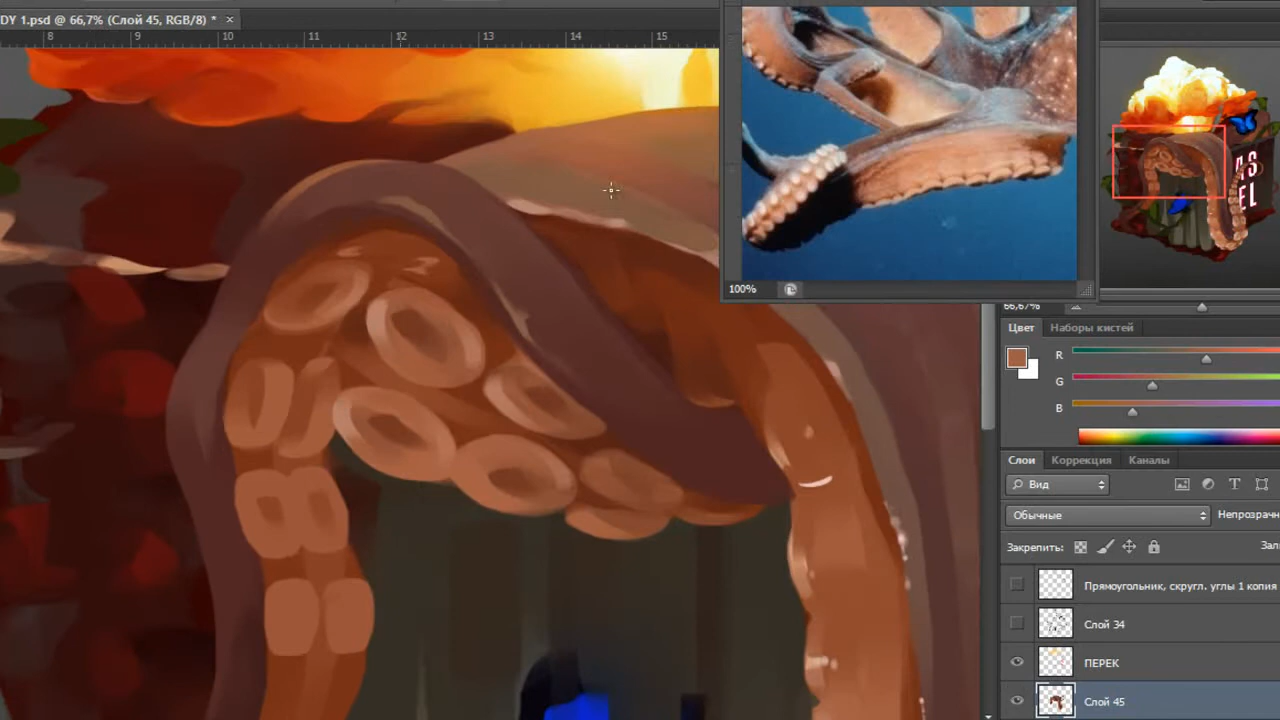 DY 1.psd @ 66,7% (Слой 45, RGB/8) * ×
8 9 10 11 12 13 14 15
100%
AS
EL
66,67%
Цвет Наборы кистей
R
G
B
Слои Коррекция Каналы
Вид
Обычные Непрозрачн
Закрепить: Зал
Прямоугольник, скругл. углы 1 копия
Слой 34
ПЕРЕК
Слой 45